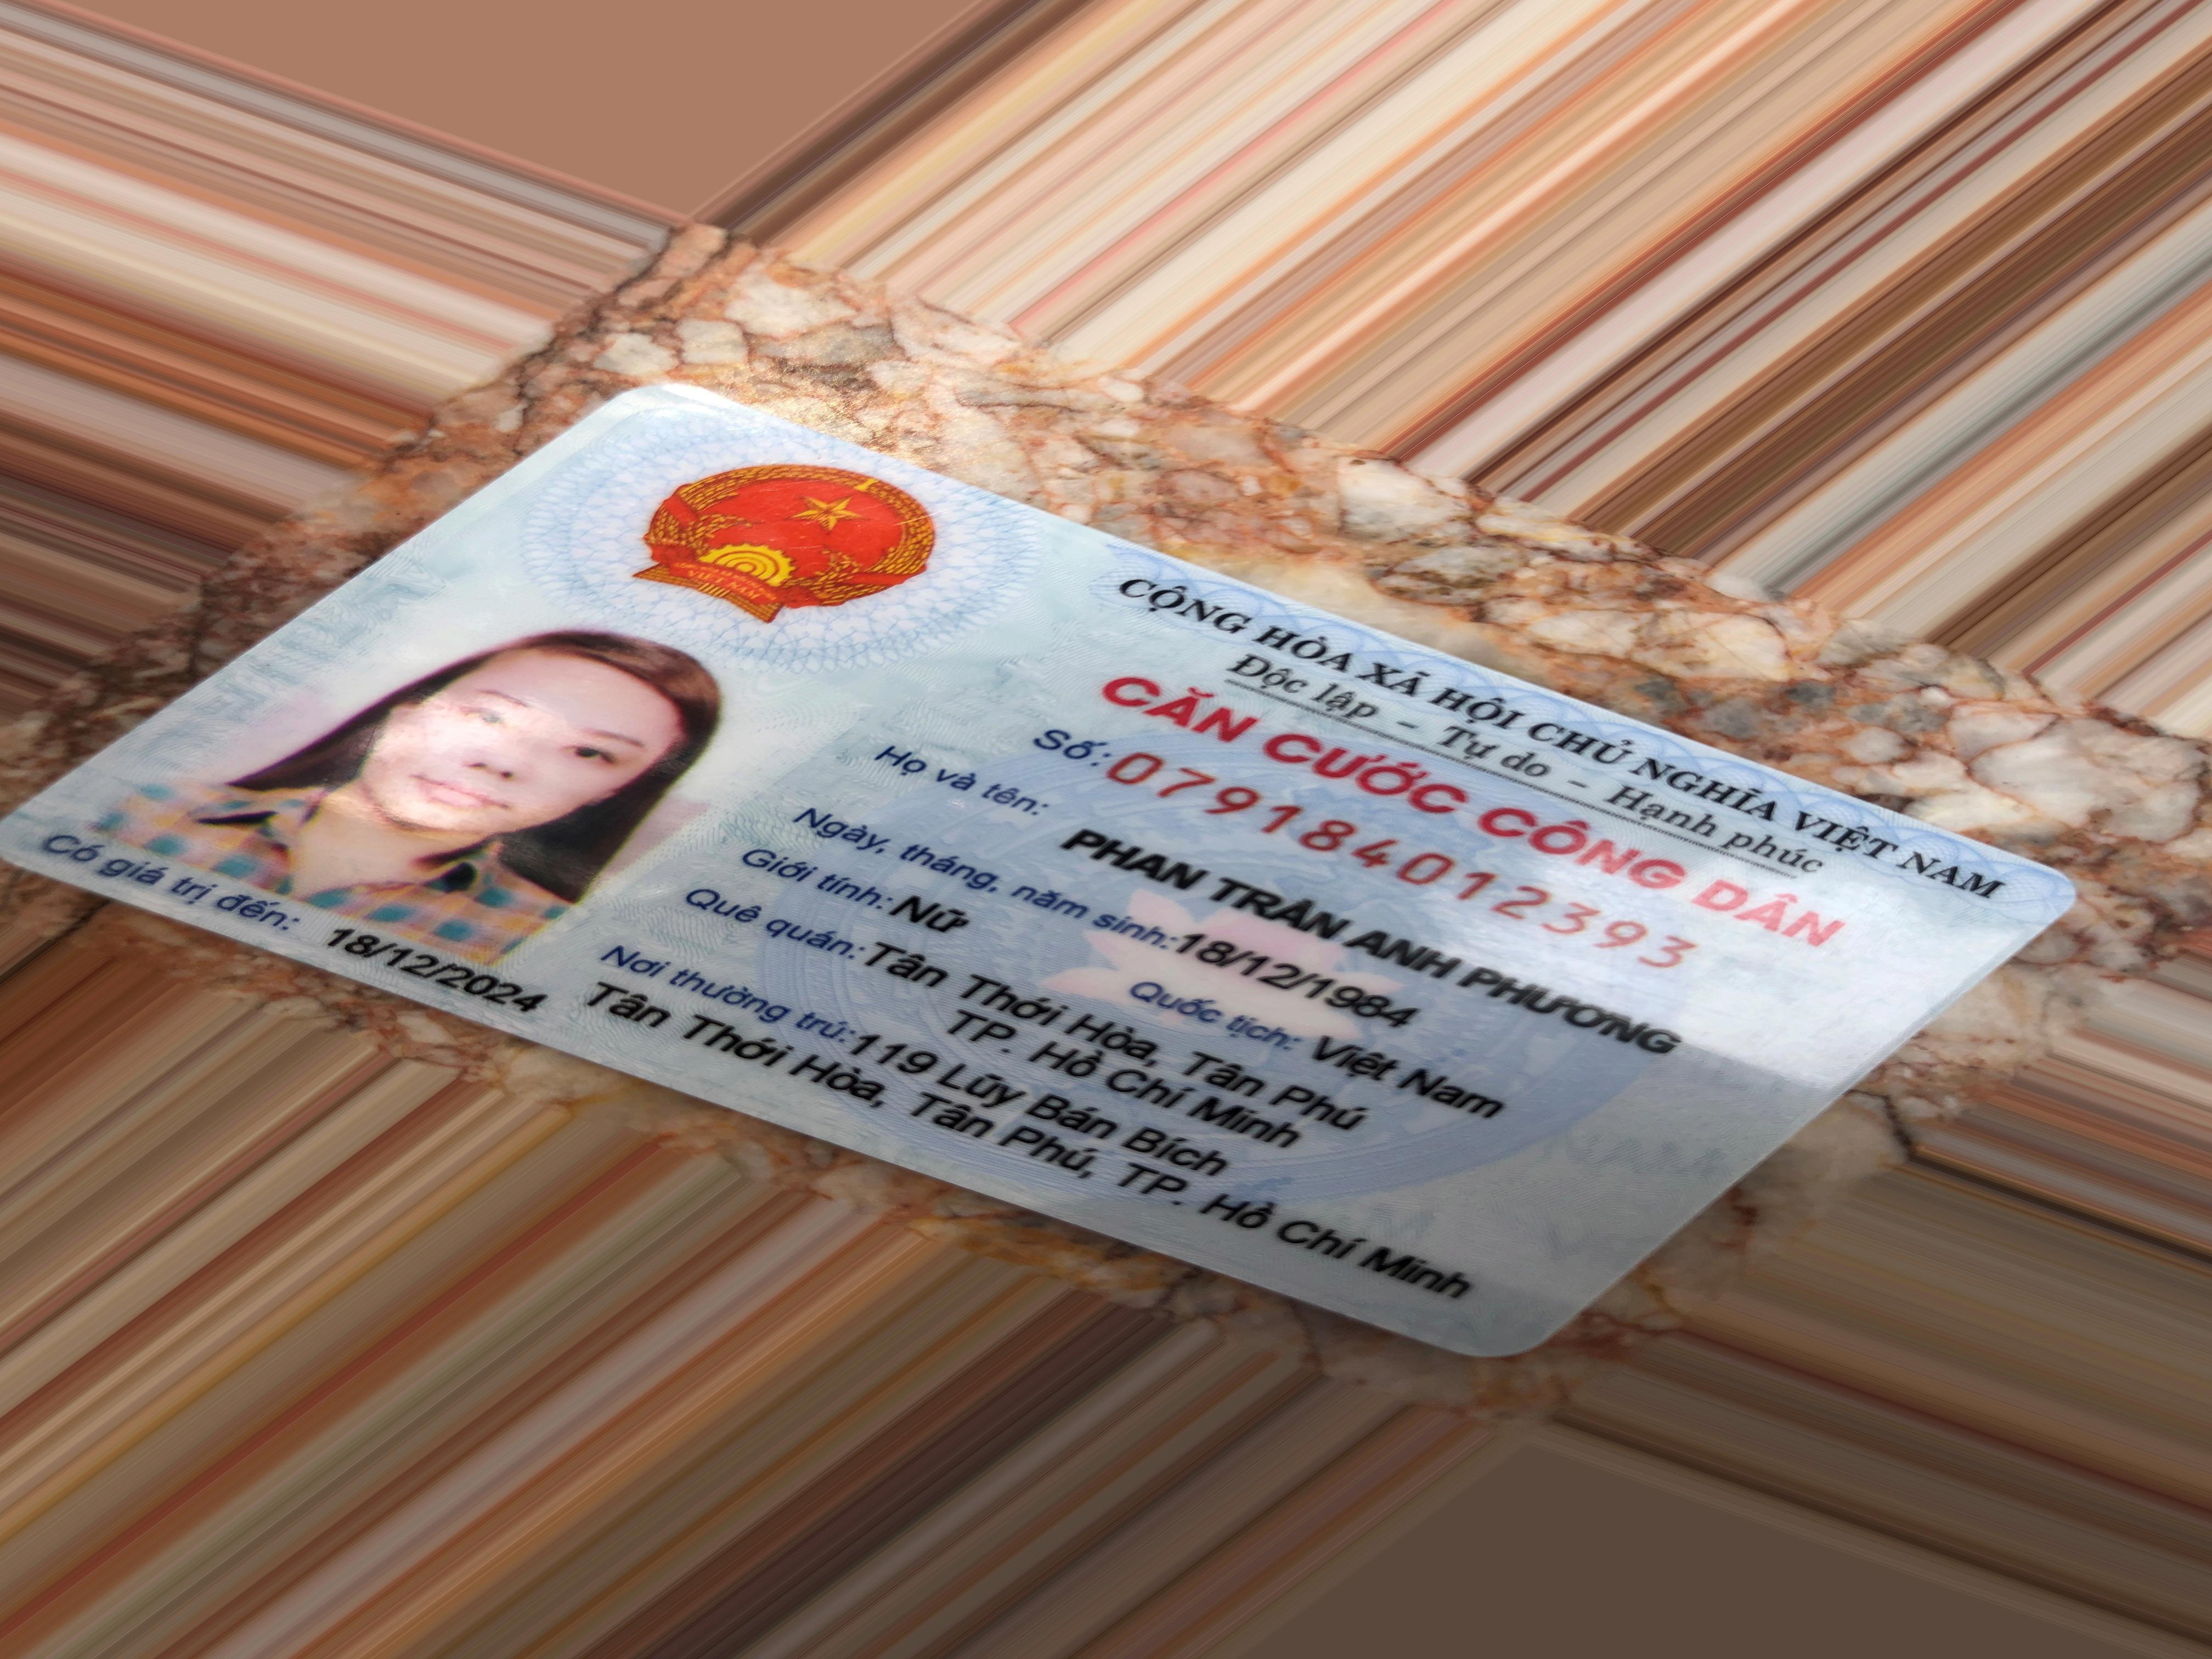 CỘNG HÒA XÃ HỘI CHỦ NGHĨA VIỆT NAM
Độc lập - Tự do - Hạnh phúc
CĂN CƯỚC CÔNG DÂN
Số: 079184012393
Họ và tên:
PHAN TRẦN ANH PHƯƠNG
Ngày, tháng, năm sinh: 18/12/1984
Giới tính: Nữ Quốc tịch: Việt Nam
Quê quán: Tân Thới Hòa, Tân Phú
TP. Hồ Chí Minh
Nơi thường trú: 119 Lũy Bán Bích
Tân Thới Hòa, Tân Phú, TP. Hồ Chí Minh
Có giá trị đến: 18/12/2024